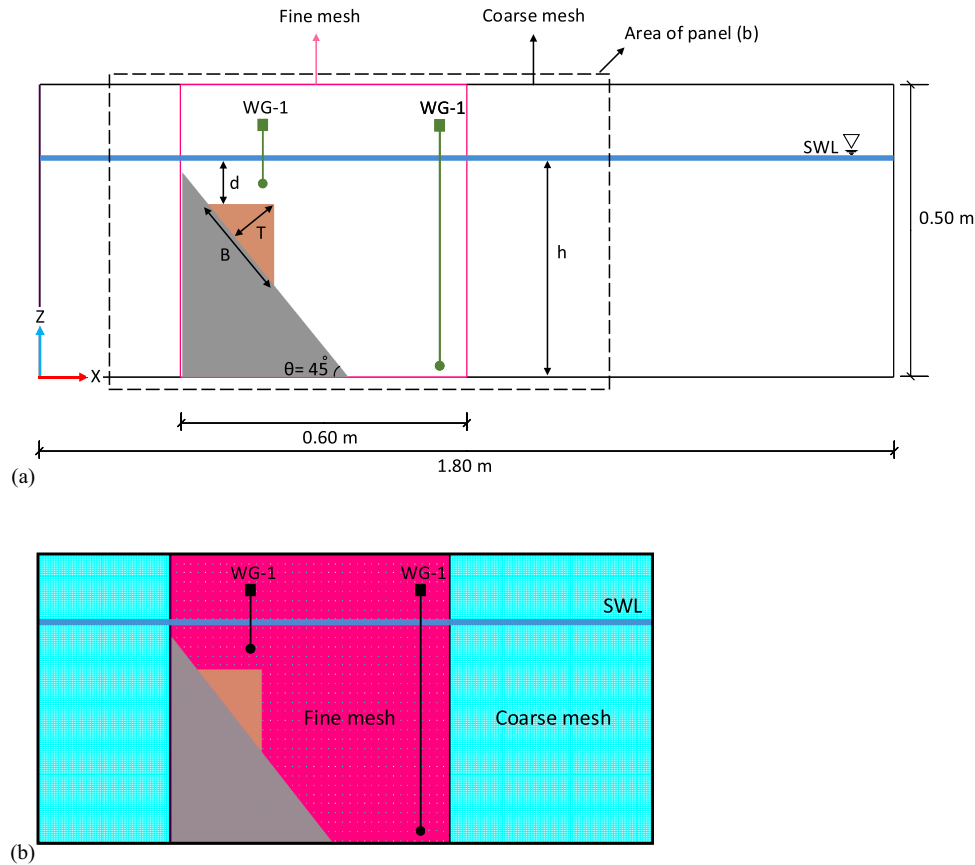 Fine mesh
Coarse mesh
Area of panel (b)
WG-1
WG-1
SWL
d
0.50 m
T
B
h
Z
θ= 45°
X
0.60 m
1.80 m
(a)
WG-1
WG-1
SWL
Fine mesh
Coarse mesh
(b)